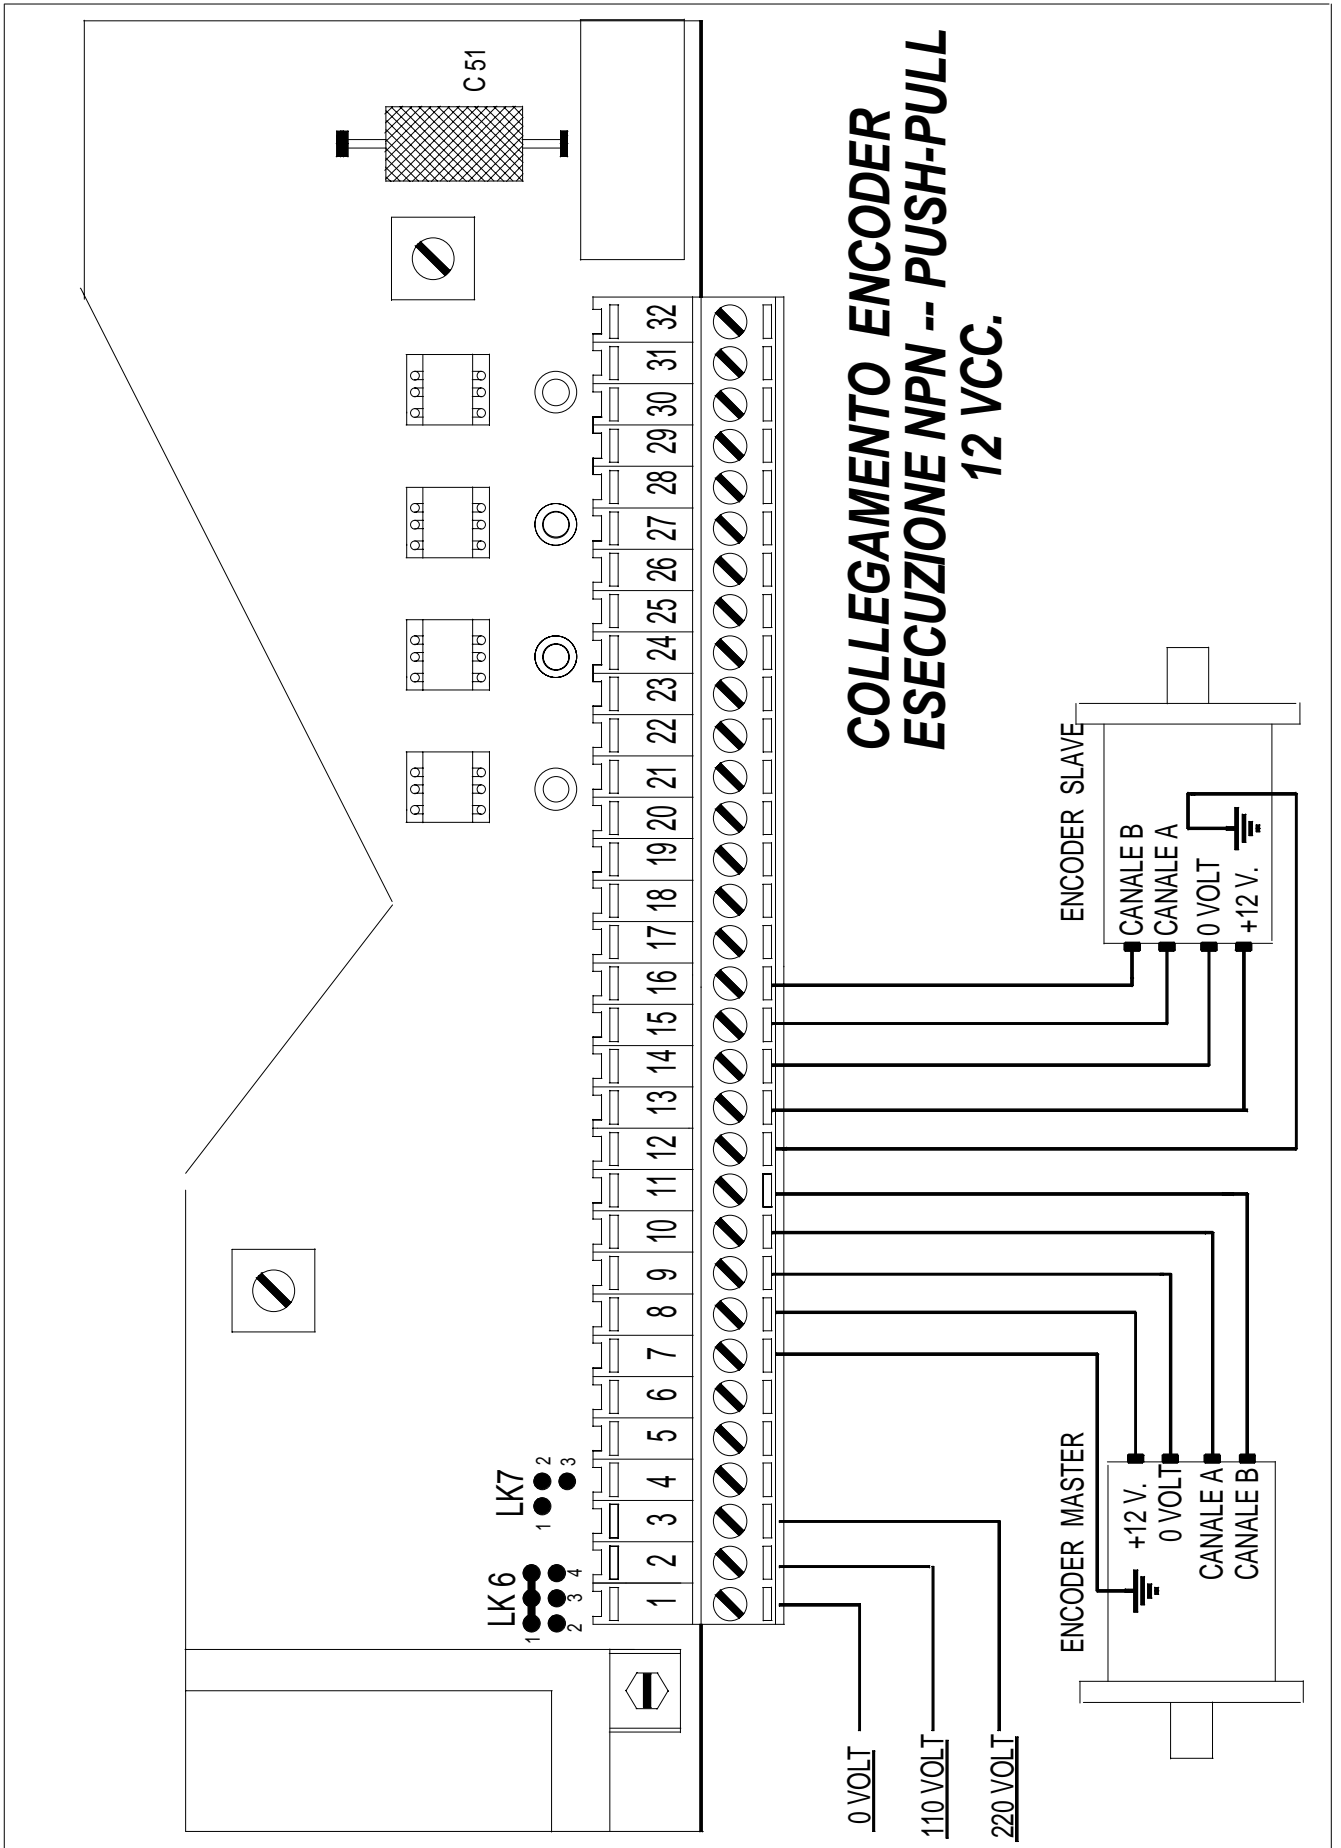 C 51
LK7
1
2
3
LK 6
1
2
3
4
1 2 3 4 5 6 7 8 9 10 11 12 13 14 15 16 17 18 19 20 21 22 23 24 25 26 27 28 29 30 31 32
COLLEGAMENTO ENCODER
ESECUZIONE NPN -- PUSH-PULL
12 VCC.
0 VOLT
110 VOLT
220 VOLT
ENCODER MASTER
+12 V.
0 VOLT
CANALE A
CANALE B
ENCODER SLAVE
CANALE B
CANALE A
0 VOLT
+12 V.